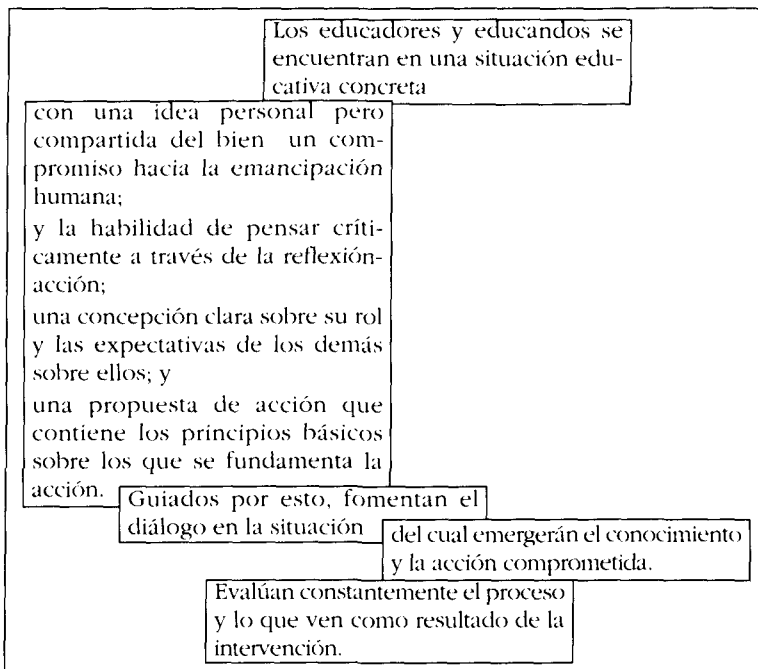 Los educadores y educandos se
encuentran en una situación edu-
cativa concreta
con una idea personal pero
compartida del bien un com-
promiso hacia la emancipación
humana;
y la habilidad de pensar críti-
camente a través de la reflexión-
acción;
una concepción clara sobre su rol
y las expectativas de los demás
sobre ellos; y
una propuesta de acción que
contiene los principios básicos
sobre los que se fundamenta la
acción.
Guiados por esto, fomentan el
diálogo en la situación
del cual emergerán el conocimiento
y la acción comprometida.
Evalúan constantemente el proceso
y lo que ven como resultado de la
intervención.